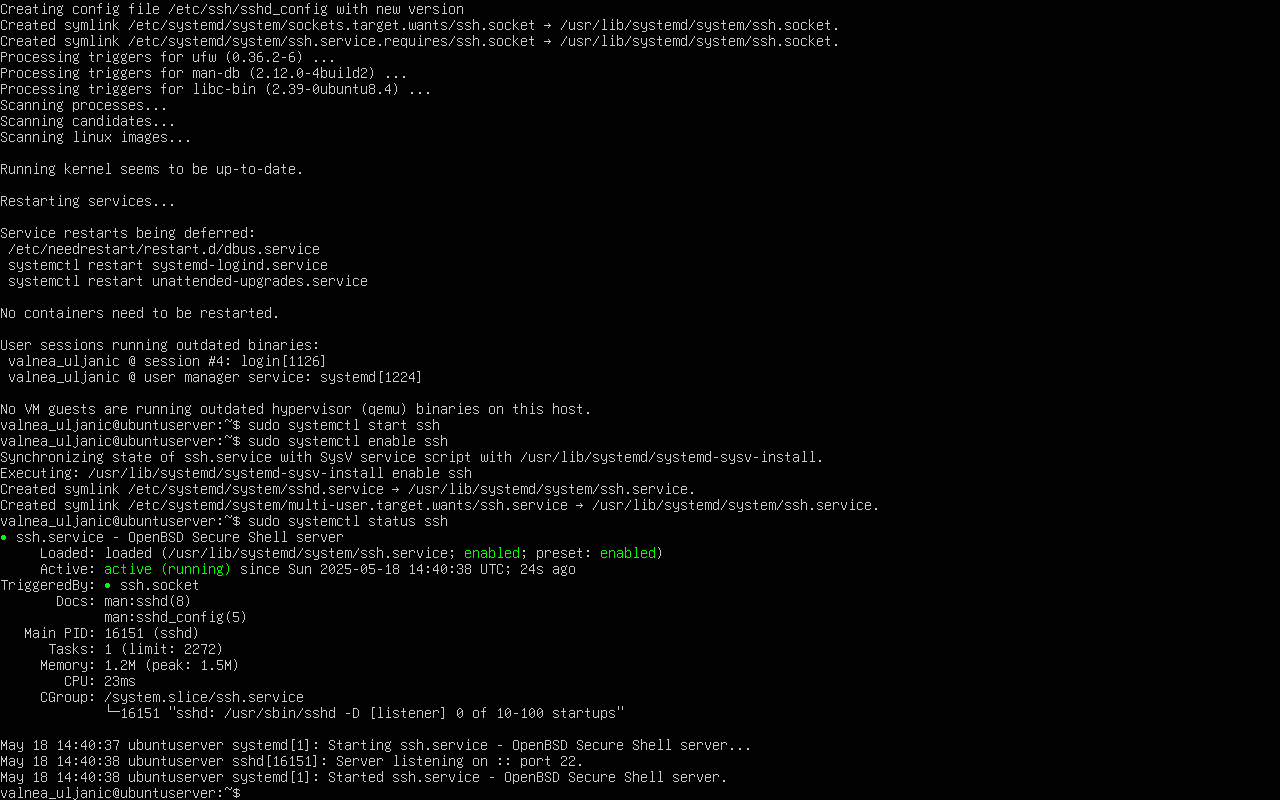 Creating config file /etc/ssh/sshd_config with new version
Created symlink /etc/systemd/system/sockets.target.wants/ssh.socket → /usr/lib/systemd/system/ssh.socket.
Created symlink /etc/systemd/system/ssh.service.requires/ssh.socket → /usr/lib/systemd/system/ssh.socket.
Processing triggers for ufw (0.36.2-6) ...
Processing triggers for man-db (2.12.0-4build2) ...
Processing triggers for libc-bin (2.39-0ubuntu8.4) ...
Scanning processes...
Scanning candidates...
Scanning linux images...

Running kernel seems to be up-to-date.

Restarting services...

Service restarts being deferred:
 /etc/needrestart/restart.d/dbus.service
 systemctl restart systemd-logind.service
 systemctl restart unattended-upgrades.service

No containers need to be restarted.

User sessions running outdated binaries:
 valnea_uljanic @ session #4: login[1126]
 valnea_uljanic @ user manager service: systemd[1224]

No VM guests are running outdated hypervisor (qemu) binaries on this host.
valnea_uljanic@ubuntuserver:~$ sudo systemctl start ssh
valnea_uljanic@ubuntuserver:~$ sudo systemctl enable ssh
Synchronizing state of ssh.service with SysV service script with /usr/lib/systemd/systemd-sysv-install.
Executing: /usr/lib/systemd/systemd-sysv-install enable ssh
Created symlink /etc/systemd/system/sshd.service → /usr/lib/systemd/system/ssh.service.
Created symlink /etc/systemd/system/multi-user.target.wants/ssh.service → /usr/lib/systemd/system/ssh.service.
valnea_uljanic@ubuntuserver:~$ sudo systemctl status ssh
● ssh.service - OpenBSD Secure Shell server
     Loaded: loaded (/usr/lib/systemd/system/ssh.service; enabled; preset: enabled)
     Active: active (running) since Sun 2025-05-18 14:40:38 UTC; 24s ago
TriggeredBy: ● ssh.socket
       Docs: man:sshd(8)
             man:sshd_config(5)
   Main PID: 16151 (sshd)
      Tasks: 1 (limit: 2272)
     Memory: 1.2M (peak: 1.5M)
        CPU: 23ms
     CGroup: /system.slice/ssh.service
             └─16151 "sshd: /usr/sbin/sshd -D [listener] 0 of 10-100 startups"

May 18 14:40:37 ubuntuserver systemd[1]: Starting ssh.service - OpenBSD Secure Shell server...
May 18 14:40:38 ubuntuserver sshd[16151]: Server listening on :: port 22.
May 18 14:40:38 ubuntuserver systemd[1]: Started ssh.service - OpenBSD Secure Shell server.
valnea_uljanic@ubuntuserver:~$